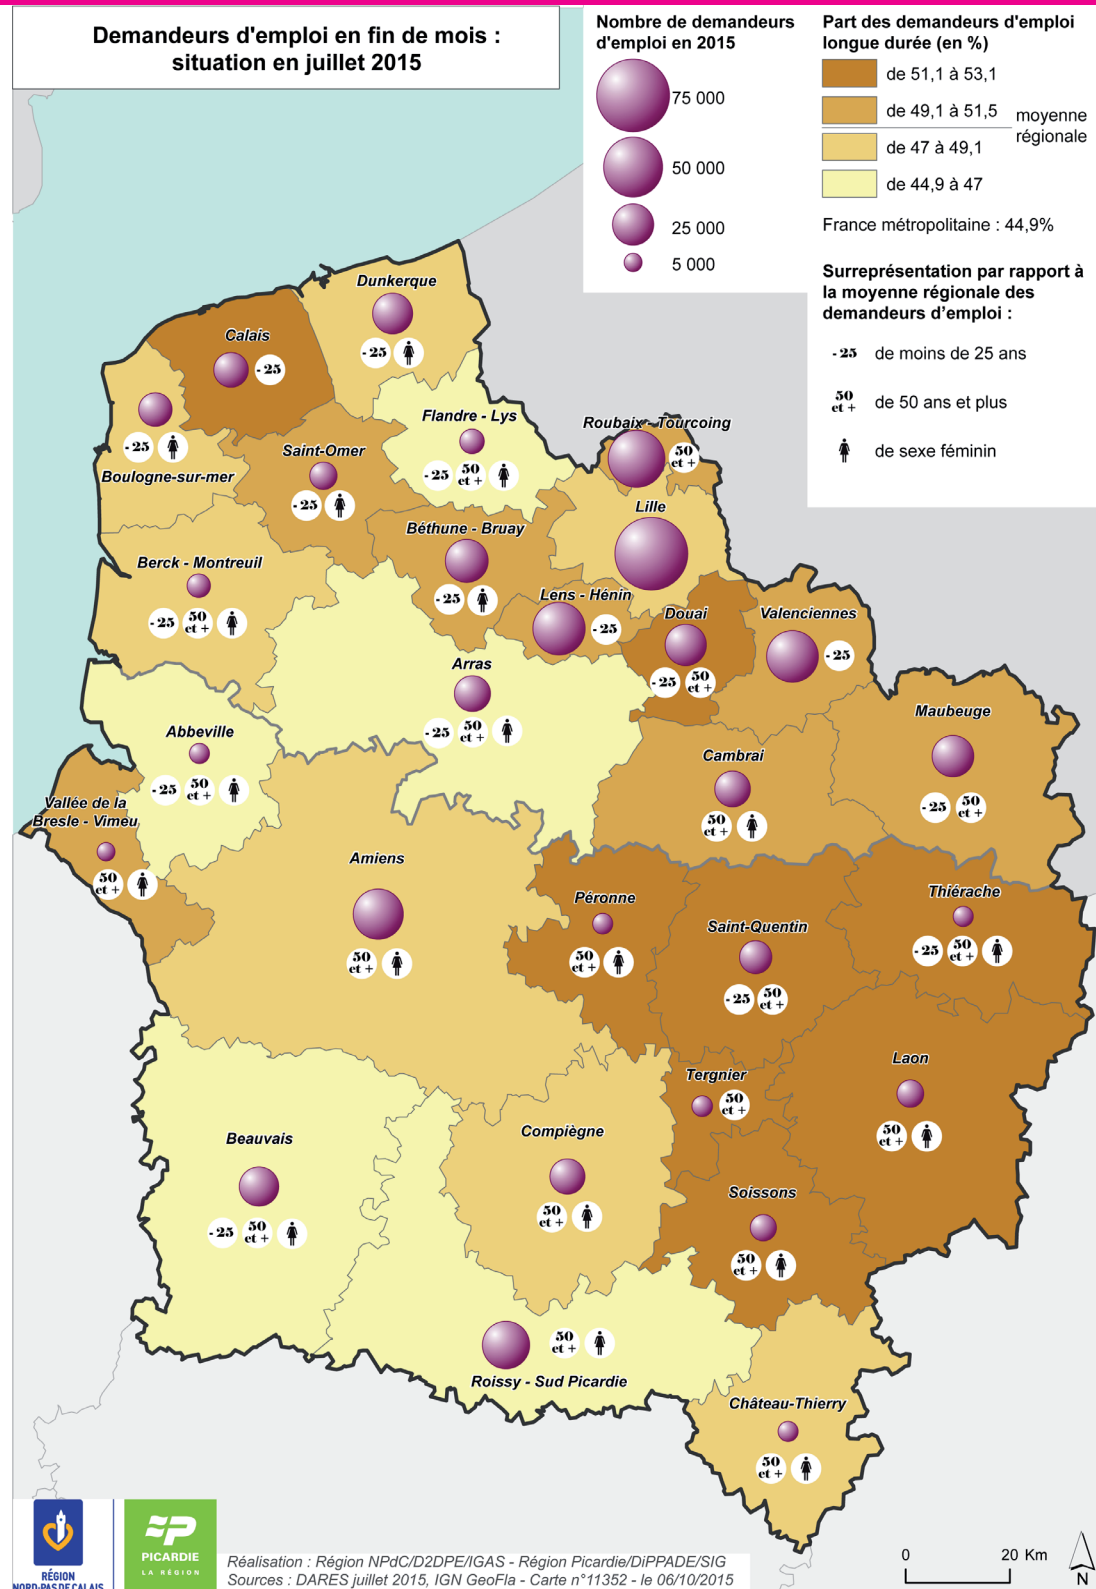 Demandeurs d'emploi en fin de mois :
situation en juillet 2015
Nombre de demandeurs
d'emploi en 2015
75 000
50 000
25 000
5 000
Part des demandeurs d'emploi
longue durée (en %)
de 51,1 à 53,1
de 49,1 à 51,5
moyenne
régionale
de 47 à 49,1
de 44,9 à 47
France métropolitaine : 44,9%
Surreprésentation par rapport à
la moyenne régionale des
demandeurs d'emploi :
- 25 de moins de 25 ans
50
et + de 50 ans et plus
de sexe féminin
Dunkerque
- 25
Calais
- 25
Flandre - Lys
- 25 50
et +
Roubaix - Tourcoing
50
et +
- 25
Boulogne-sur-mer
Saint-Omer
- 25
Lille
Béthune - Bruay
- 25
Berck - Montreuil
- 25 50
et +
Lens - Hénin
- 25
Douai
- 25 50
et +
Valenciennes
- 25
Arras
- 25 50
et +
Maubeuge
- 25 50
et +
Abbeville
- 25 50
et +
Cambrai
50
et +
Vallée de la
Bresle - Vimeu
50
et +
Amiens
50
et +
Péronne
50
et +
Saint-Quentin
- 25 50
et +
Thiérache
- 25 50
et +
Laon
50
et +
Tergnier
50
et +
Beauvais
- 25 50
et +
Compiègne
50
et +
Soissons
50
et +
Roissy - Sud Picardie
50
et +
Château-Thierry
50
et +
RÉGION
NORD-PAS DE CALAIS
PICARDIE
LA RÉGION
Réalisation : Région NPdC/D2DPE/IGAS - Région Picardie/DiPPADE/SIG
Sources : DARES juillet 2015, IGN GeoFla - Carte n°11352 - le 06/10/2015
0 20 Km
N